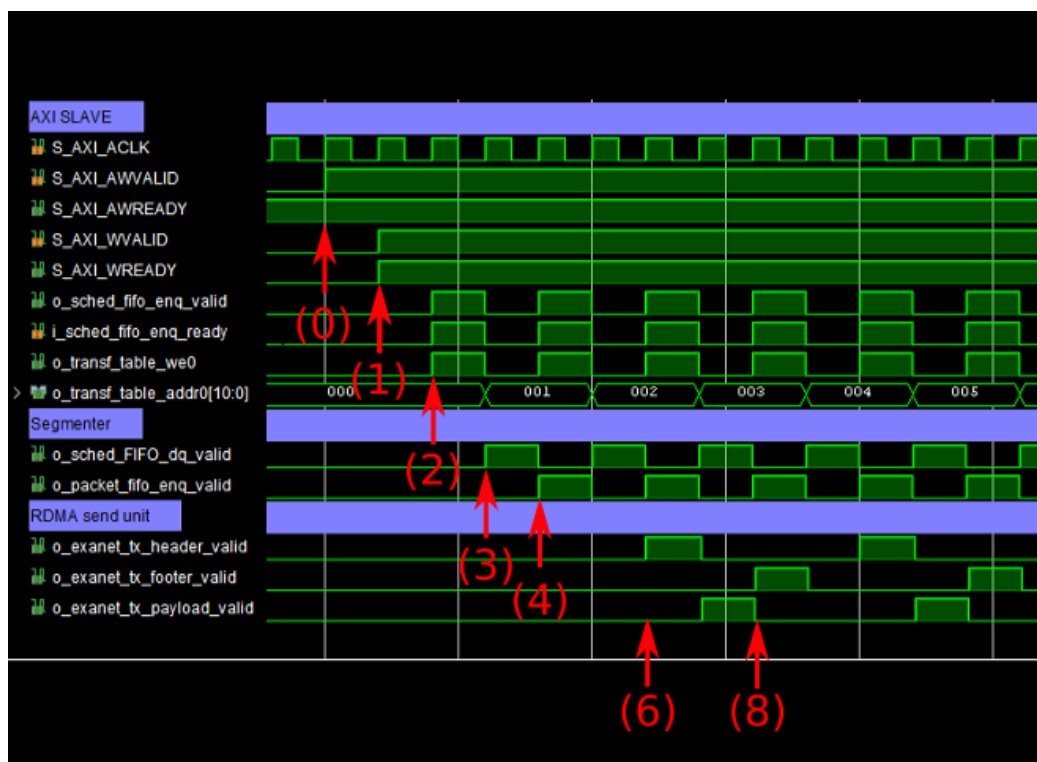 AXI SLAVE
S_AXI_ACLK
S_AXI_AWVALID
S_AXI_AWREADY
S_AXI_WVALID
S_AXI_WREADY
o_sched_fifo_enq_valid
(0)
i_sched_fifo_enq_ready
o_transf_table_we0
(1)
o_transf_table_addr0[10:0] 000 001 002 003 004 005
Segmenter
o_sched_FIFO_dq_valid
(2)
o_packet_fifo_enq_valid
RDMA send unit
o_exanet_tx_header_valid
(3)
o_exanet_tx_footer_valid
(4)
o_exanet_tx_payload_valid
(6) (8)